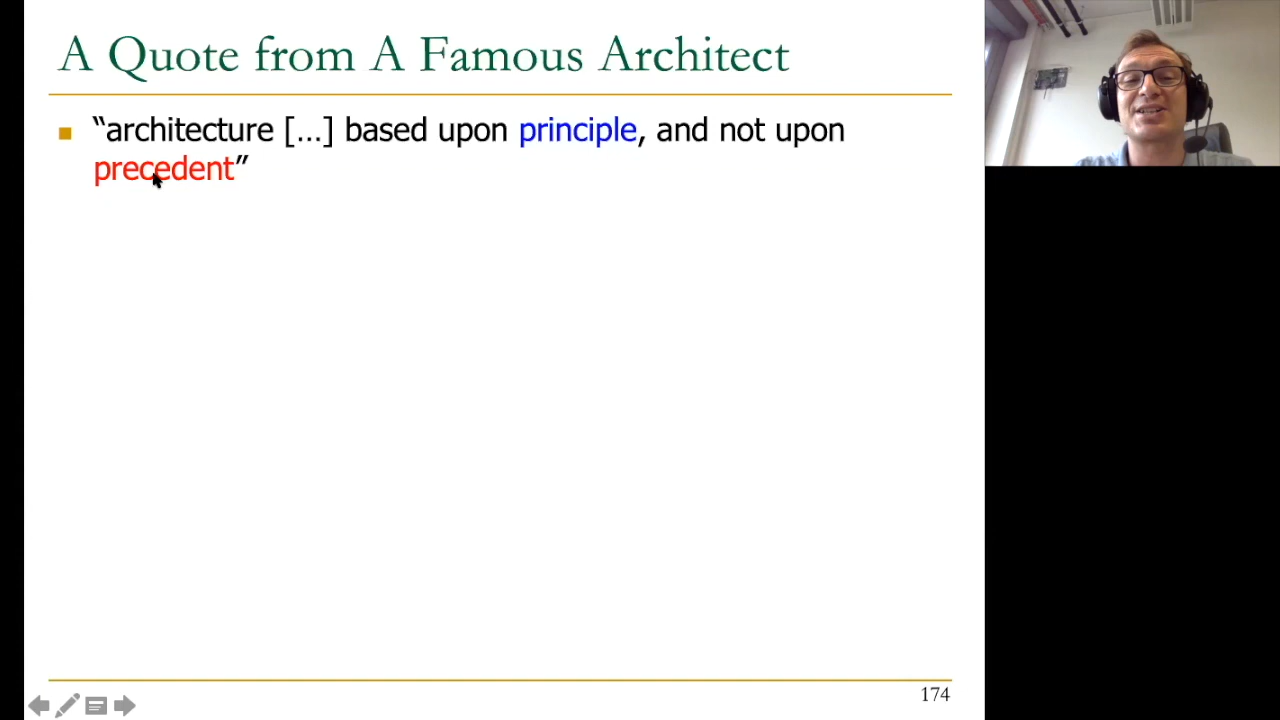 A Quote from A Famous Architect
“architecture […] based upon principle, and not upon
precedent”
174